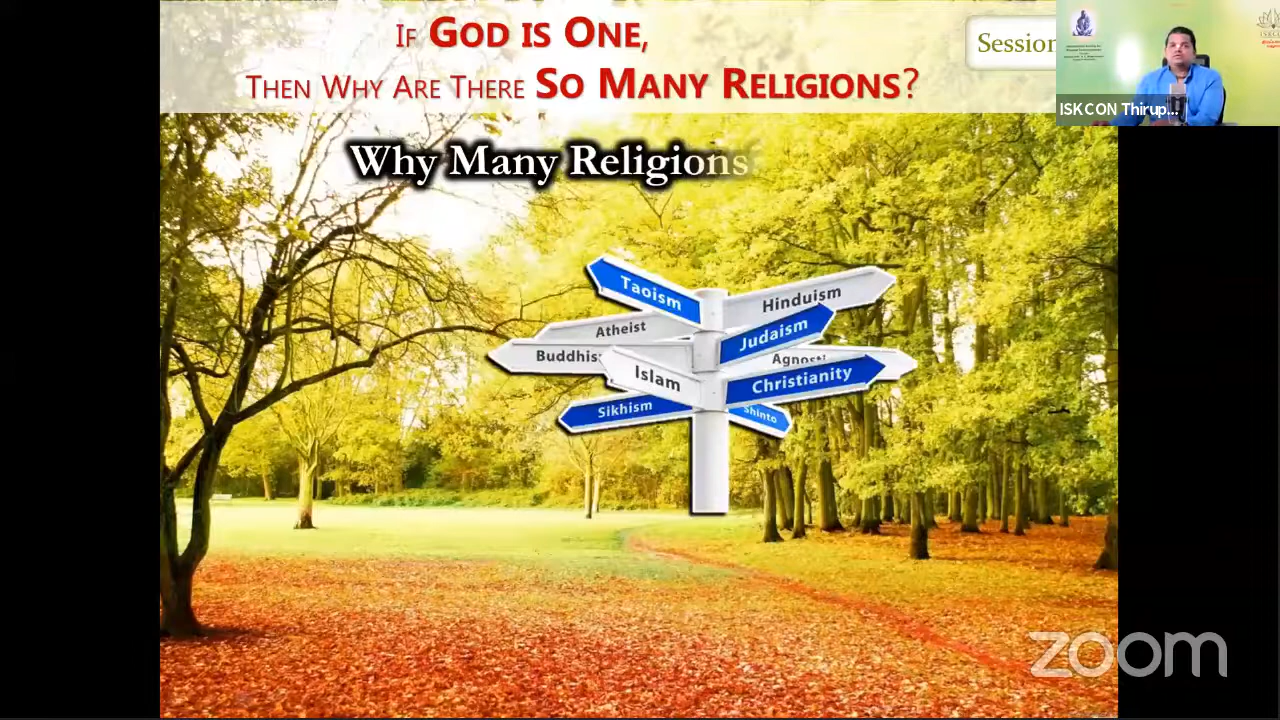 If God is One,
Then Why Are There So Many Religions?
Session
ISKCON Thirup...
Why Many Religions
Taoism
Hinduism
Atheist
Judaism
Buddhis
Agnosti
Islam
Christianity
Sikhism
Shinto
zoom